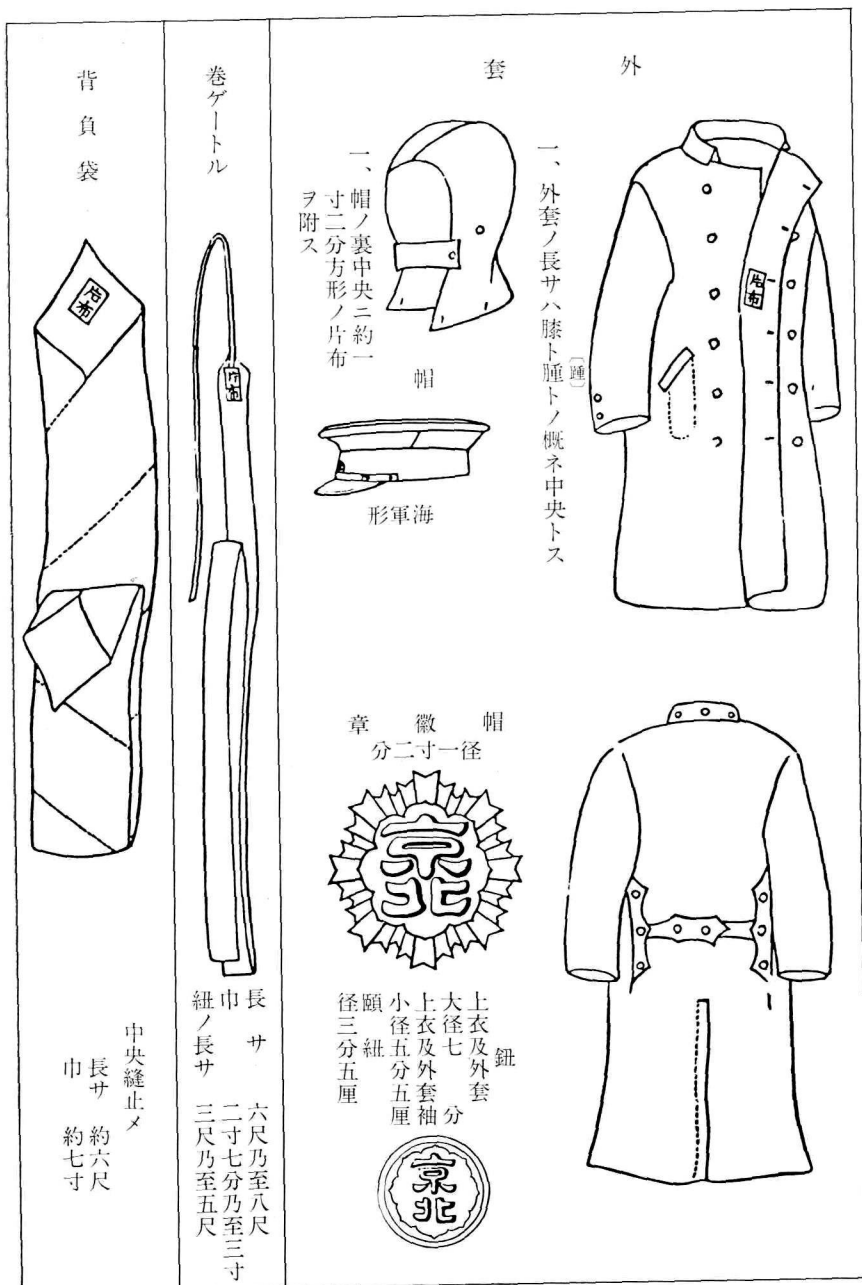 外套
一、外套ノ長サハ膝ト腫〔踵〕トノ概ネ中央トス
片布
一、帽ノ裏中央ニ約一
寸二分方形ノ片布
ヲ附ス
帽
海軍形
帽徽章
径一寸二分
京北
鈕
上衣及外套
大径七分
上衣及外套袖
小径五分五厘
頤紐
径三分五厘
京北
巻ゲートル
片布
長サ 六尺乃至八尺
巾 二寸七分乃至三寸
紐ノ長サ 三尺乃至五尺
背負袋
片布
中央縫止メ
長サ 約六尺
巾 約七寸